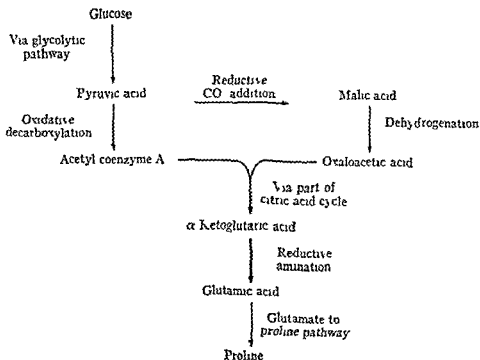 Glucose
Via glycolytic
pathway
Pyruvic acid
Reductive
CO addition
Malic acid
Oxidative
decarboxylation
Dehydrogenation
Acetyl coenzyme A
Oxaloacetic acid
Via part of
citric acid cycle
α Ketoglutaric acid
Reductive
amination
Glutamic acid
Glutamate to
proline pathway
Proline